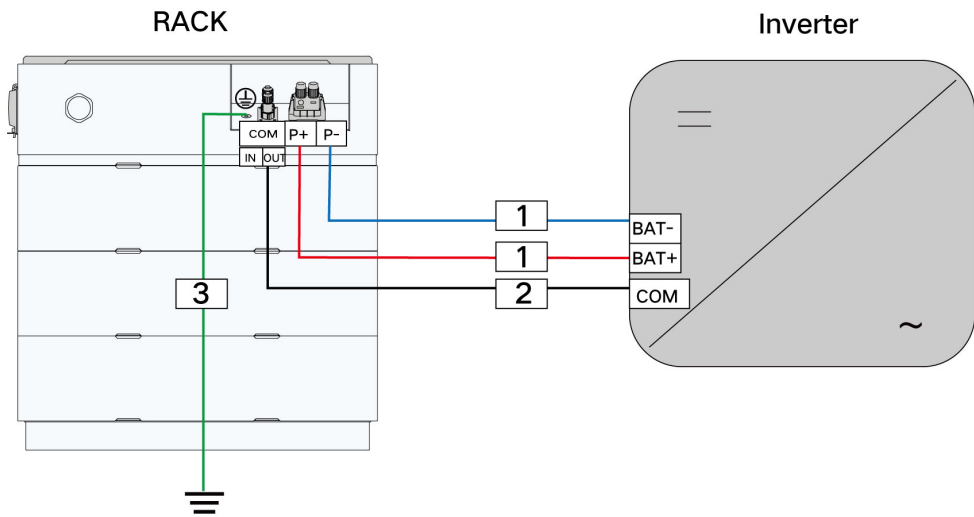 RACK
Inverter
COM P+ P-
IN OUT
1
BAT-
1
BAT+
3
2
COM
~